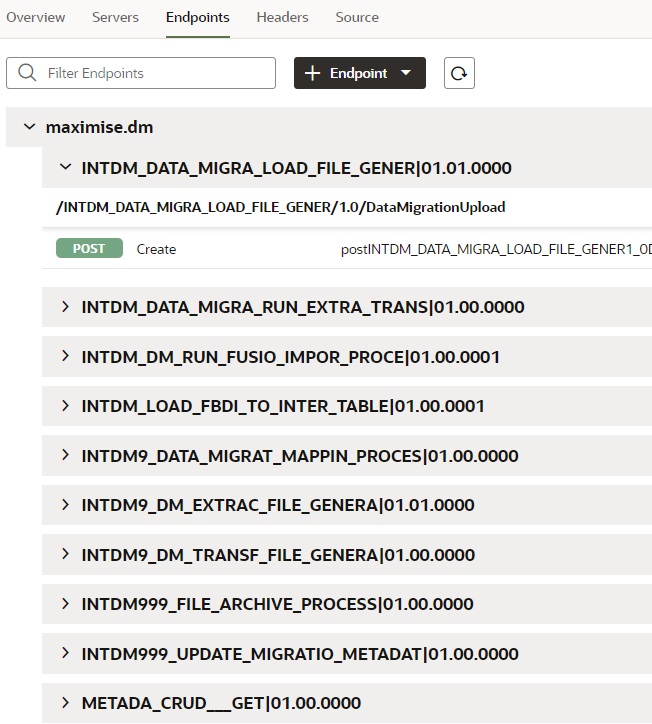 Overview Servers Endpoints Headers Source
Filter Endpoints Endpoint
maximise.dm
INTDM_DATA_MIGRA_LOAD_FILE_GENER|01.01.0000
/INTDM_DATA_MIGRA_LOAD_FILE_GENER/1.0/DataMigrationUpload
POST Create postINTDM_DATA_MIGRA_LOAD_FILE_GENER1_0D
INTDM_DATA_MIGRA_RUN_EXTRA_TRANS|01.00.0000
INTDM_DM_RUN_FUSIO_IMPOR_PROCE|01.00.0001
INTDM_LOAD_FBDI_TO_INTER_TABLE|01.00.0001
INTDM9_DATA_MIGRAT_MAPPIN_PROCES|01.00.0000
INTDM9_DM_EXTRAC_FILE_GENERA|01.01.0000
INTDM9_DM_TRANSF_FILE_GENERA|01.00.0000
INTDM999_FILE_ARCHIVE_PROCESS|01.00.0000
INTDM999_UPDATE_MIGRATIO_METADAT|01.00.0000
METADA_CRUD___GET|01.00.0000